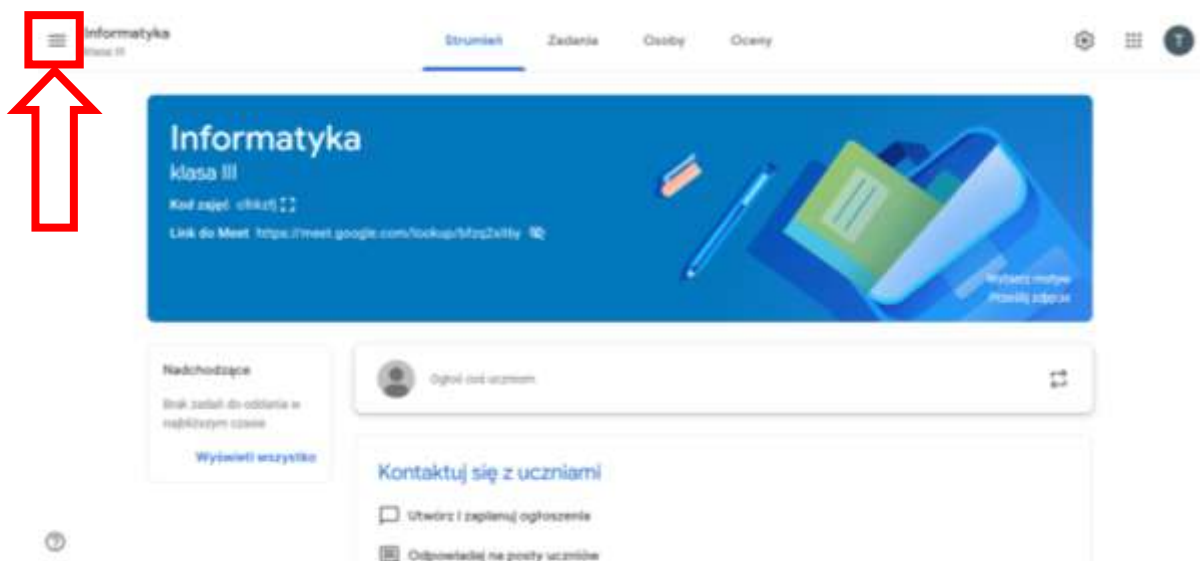 Informatyka
klasa III
Strumień Zadania Osoby Oceny
T
Informatyka
klasa III
Kod zajęć
Link do Meet https://meet.google.com/lookup/
Wybierz motyw
Prześlij zdjęcie
Nadchodzące
Brak zadań do oddania w
najbliższym czasie
Wyświetl wszystko
Ogłoś coś uczniom
Kontaktuj się z uczniami
Utwórz i zaplanuj ogłoszenia
Odpowiadaj na posty uczniów